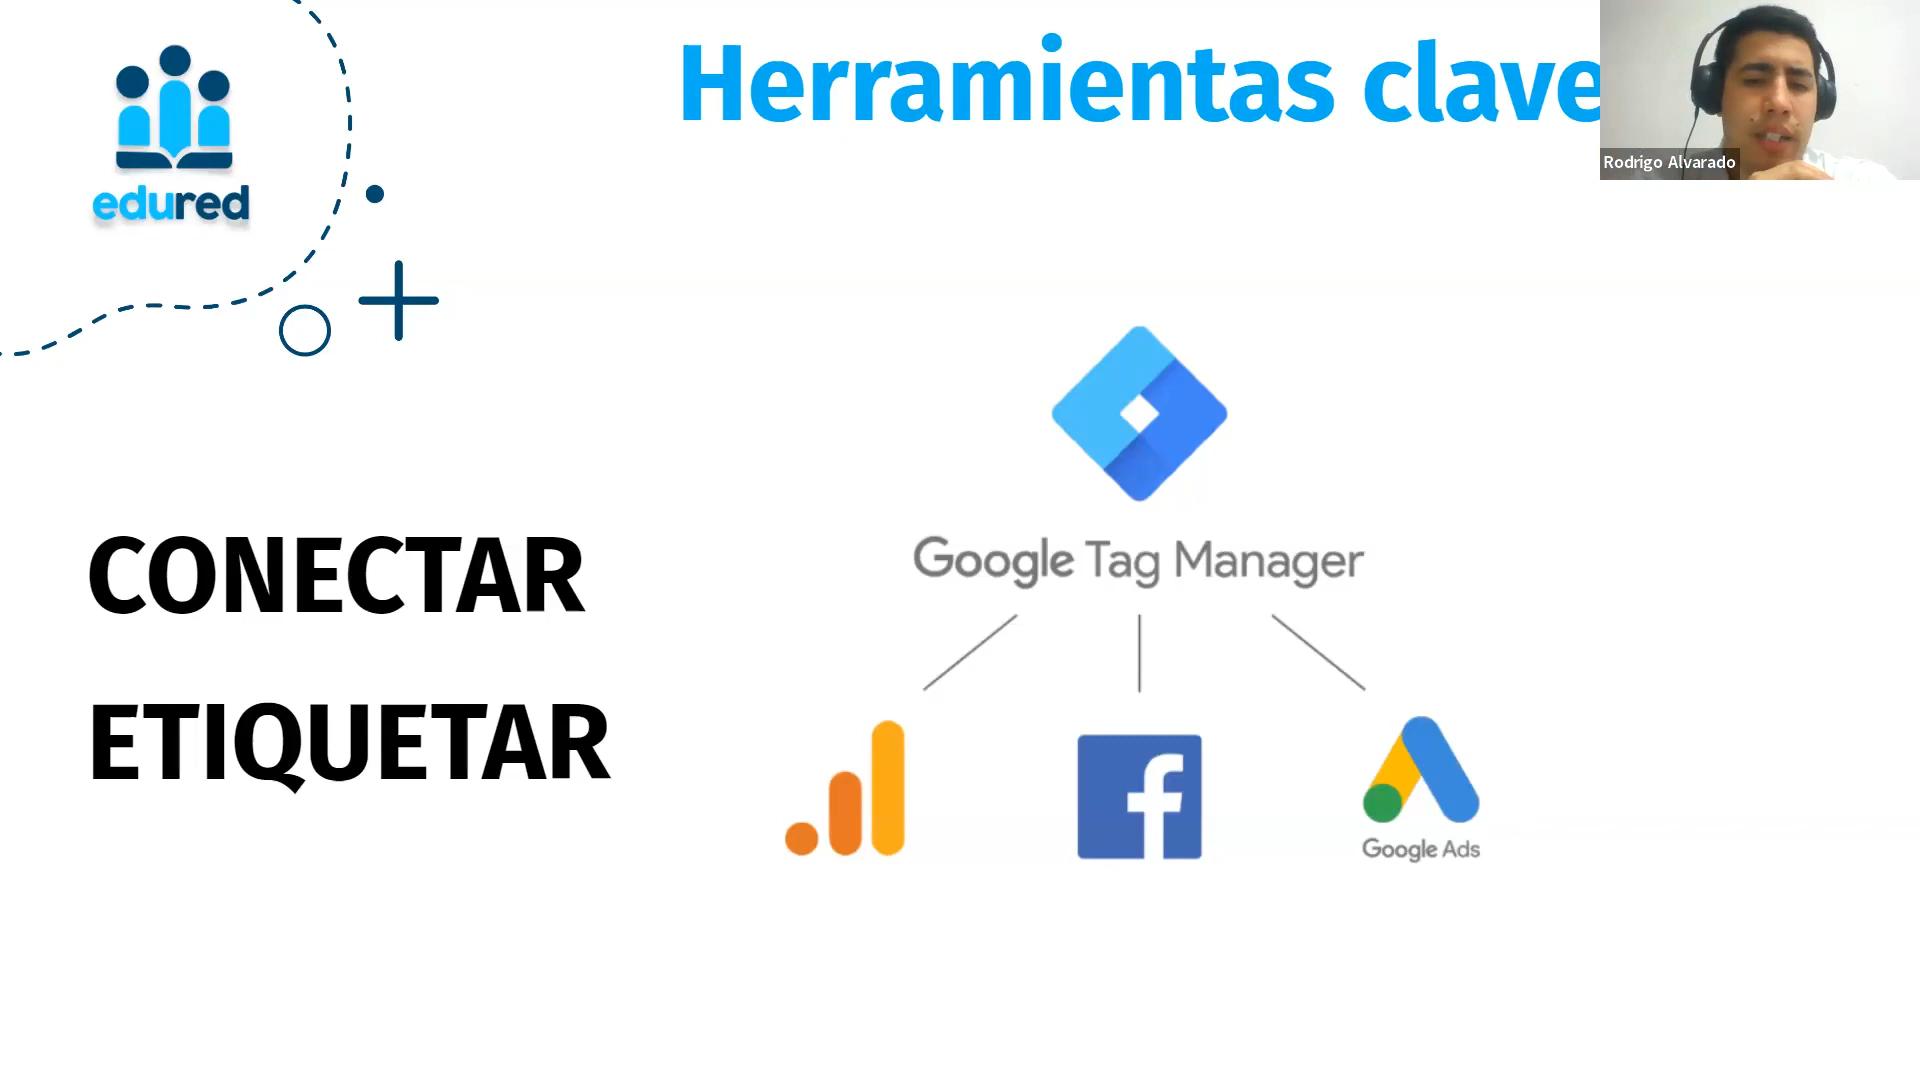 Herramientas clave
Rodrigo Alvarado
edured
CONECTAR
ETIQUETAR
Google Tag Manager
Google Ads